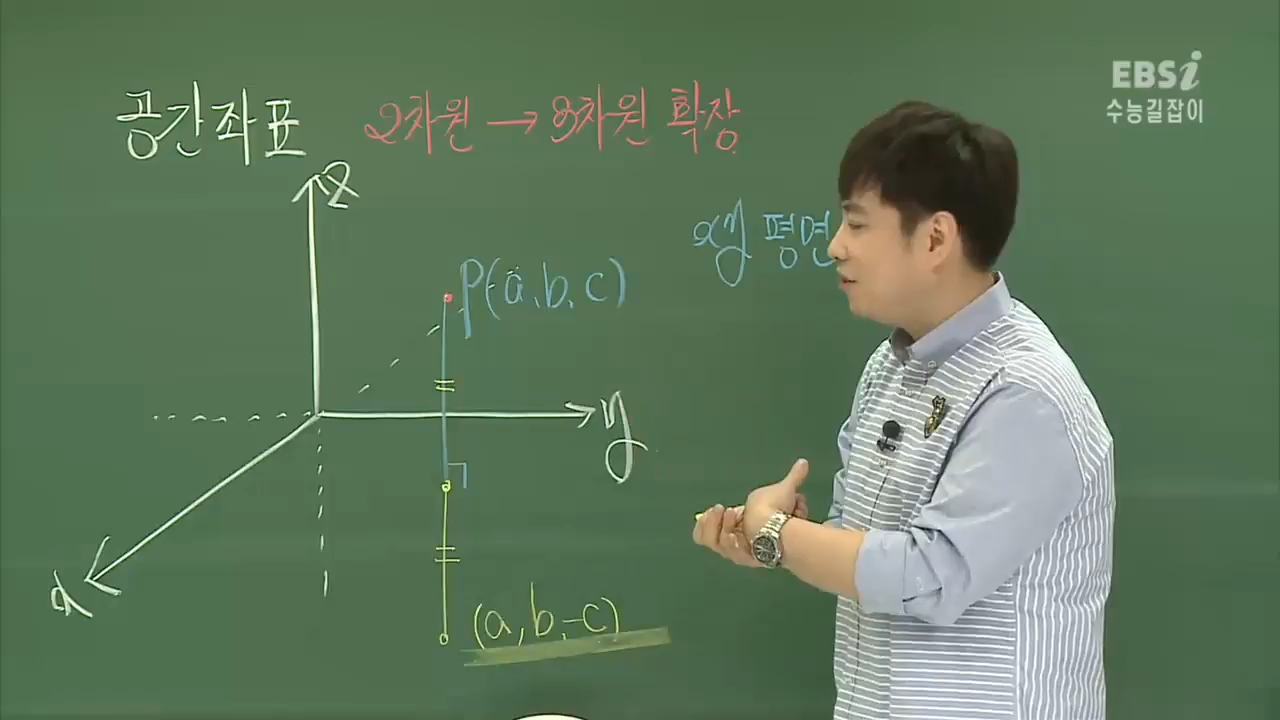 EBSi
수능길잡이
공간좌표 2차원 → 3차원 확장
z
xy 평면
P(a, b, c)
y
x
(a, b, -c)